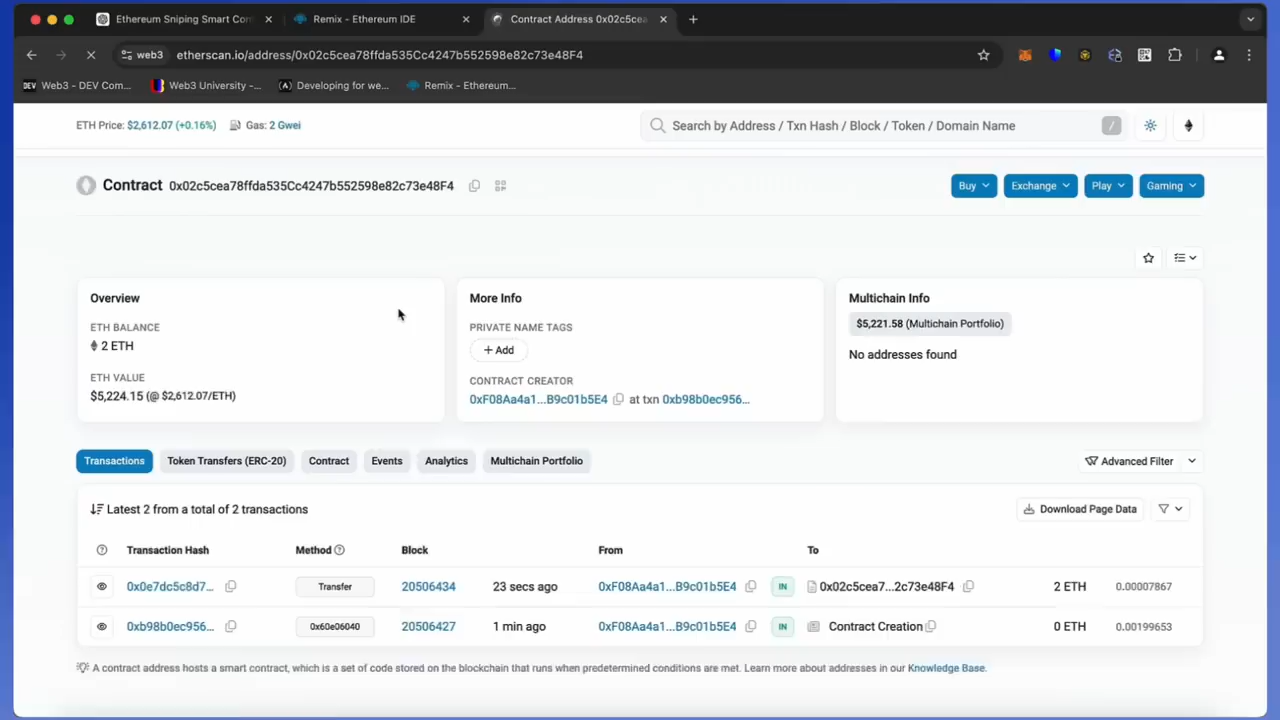 Ethereum Sniping Smart Con
Remix - Ethereum IDE
Contract Address 0x02c5cea
web3
etherscan.io/address/0x02c5cea78ffda535Cc4247b552598e82c73e48F4
DEV Web3 - DEV Com...
Web3 University -...
(A) Developing for we...
Remix - Ethereum...
ETH Price: $2,612.07 (+0.16%)
Gas: 2 Gwei
Search by Address / Txn Hash / Block / Token / Domain Name
/
Contract 0x02c5cea78ffda535Cc4247b552598e82c73e48F4
Buy
Exchange
Play
Gaming
Overview
ETH BALANCE
2 ETH
ETH VALUE
$5,224.15 (@ $2,612.07/ETH)
More Info
PRIVATE NAME TAGS
+ Add
CONTRACT CREATOR
0xF08Aa4a1...B9c01b5E4 at txn 0xb98b0ec956...
Multichain Info
$5,221.58 (Multichain Portfolio)
No addresses found
Transactions
Token Transfers (ERC-20)
Contract
Events
Analytics
Multichain Portfolio
Advanced Filter
Latest 2 from a total of 2 transactions
Download Page Data
Transaction Hash Method Block From To
0x0e7dc5c8d7... Transfer 20506434 23 secs ago 0xF08Aa4a1...B9c01b5E4 IN 0x02c5cea7...2c73e48F4 2 ETH 0.00007867
0xb98b0ec956... 0x60e06040 20506427 1 min ago 0xF08Aa4a1...B9c01b5E4 IN Contract Creation 0 ETH 0.00199653
A contract address hosts a smart contract, which is a set of code stored on the blockchain that runs when predetermined conditions are met. Learn more about addresses in our Knowledge Base.